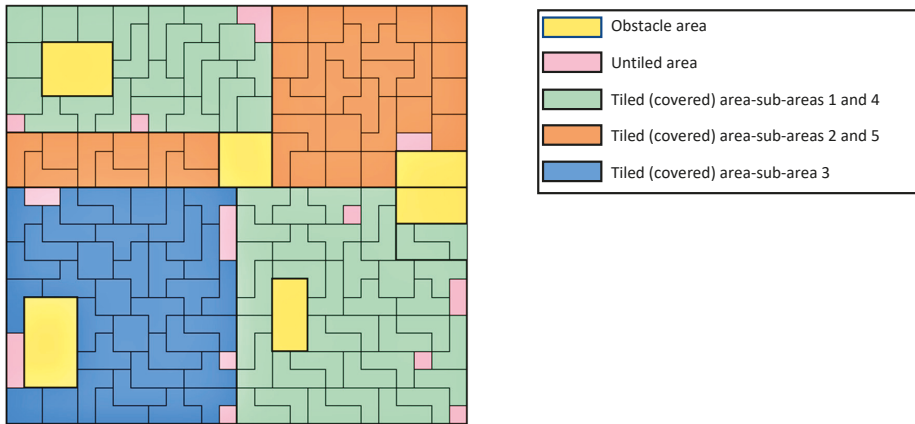 Obstacle area
Untiled area
Tiled (covered) area-sub-areas 1 and 4
Tiled (covered) area-sub-areas 2 and 5
Tiled (covered) area-sub-area 3